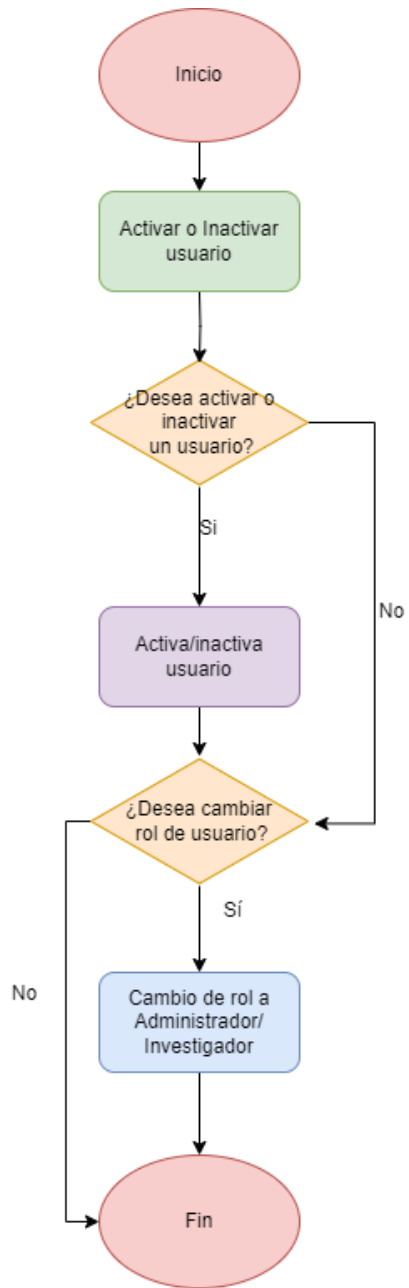 Inicio
Activar o Inactivar
usuario
¿Desea activar o
inactivar
un usuario?
Si
No
Activa/inactiva
usuario
¿Desea cambiar
rol de usuario?
Sí
No
Cambio de rol a
Administrador/
Investigador
Fin